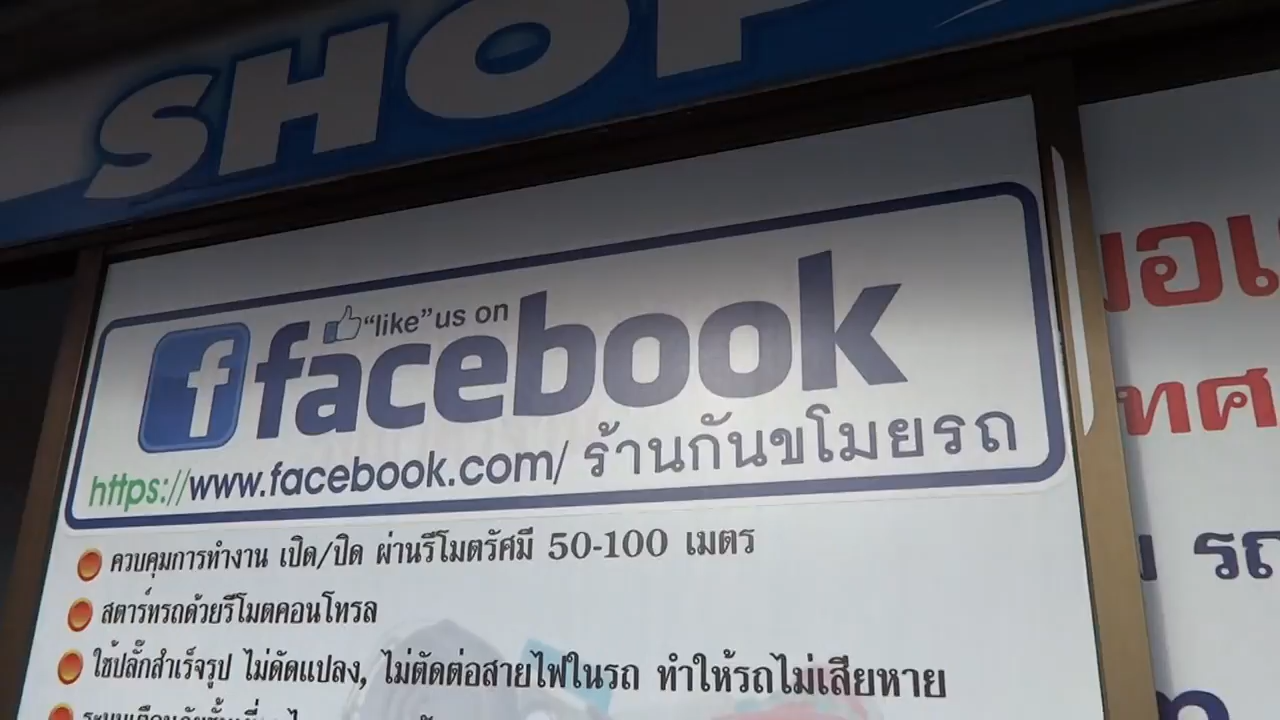 SHOP
"like" us on
facebook
https://www.facebook.com/ ร้านกันขโมยรถ
ควบคุมการทำงาน เปิด/ปิด ผ่านรีโมตรัศมี 50-100 เมตร
สตาร์ทรถด้วยรีโมตคอนโทรล
ใช้ปลั๊กสำเร็จรูป ไม่ดัดแปลง, ไม่ตัดต่อสายไฟในรถ ทำให้รถไม่เสียหาย